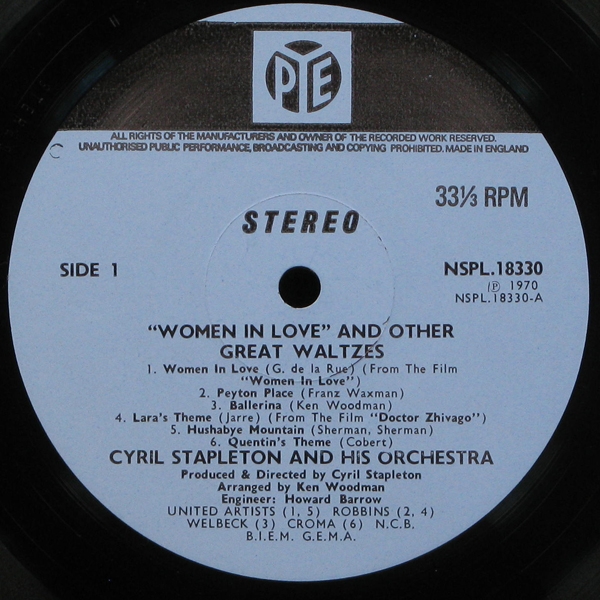 PYE
ALL RIGHTS OF THE MANUFACTURERS AND OWNER OF THE RECORDED WORK RESERVED.
UNAUTHORISED PUBLIC PERFORMANCE, BROADCASTING AND COPYING PROHIBITED. MADE IN ENGLAND
33⅓ RPM
STEREO
SIDE 1
NSPL.18330
Ⓟ 1970
NSPL.18330-A
“WOMEN IN LOVE” AND OTHER
GREAT WALTZES
1. Women In Love (G. de la Rue) (From The Film
“Women In Love”)
2. Peyton Place (Franz Waxman)
3. Ballerina (Ken Woodman)
4. Lara's Theme (Jarre) (From The Film “Doctor Zhivago”)
5. Hushabye Mountain (Sherman, Sherman)
6. Quentin's Theme (Cobert)
CYRIL STAPLETON AND HIS ORCHESTRA
Produced & Directed by Cyril Stapleton
Arranged by Ken Woodman
Engineer: Howard Barrow
UNITED ARTISTS (1, 5) ROBBINS (2, 4)
WELBECK (3) CROMA (6) N.C.B.
B.I.E.M. G.E.M.A.